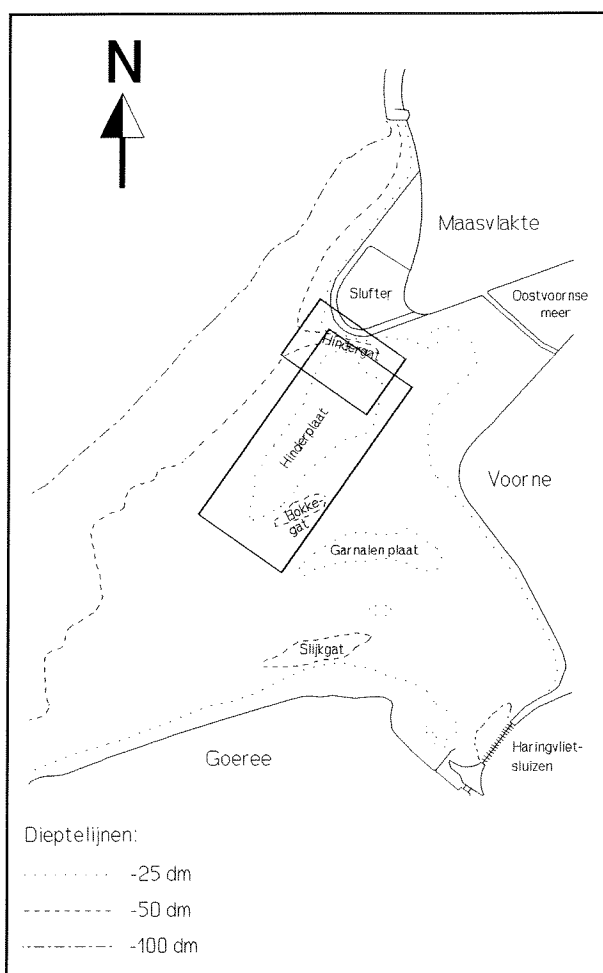 N
Maasvlakte
Slufter
Oostvoornse
meer
Hindergat
Hinderplaat
Voorne
Bokke-
gat
Garnalen plaat
Slijkgat
Goeree
Haringvliet-
sluizen
Dieptelijnen:
-25 dm
-50 dm
-100 dm